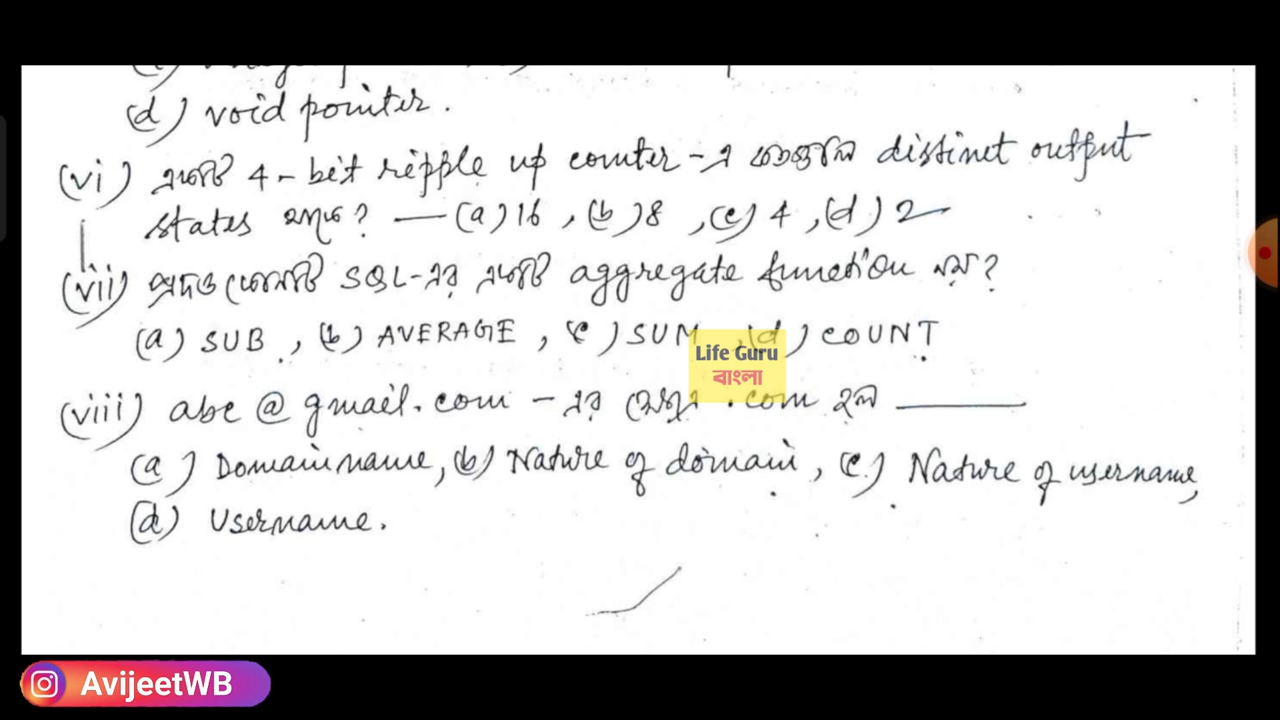 (d) void pointer.
(vi) একটি 4-bit ripple up counter-এ কতগুলি distinct output
states হয়? — (a) 16, (b) 8, (c) 4, (d) 2
(vii) প্রদত্ত কোনটি SQL-এর একটি aggregate function নয়?
(a) SUB, (b) AVERAGE, (c) SUM, (d) COUNT
Life Guru
বাংলা
(viii) abc@gmail.com - এর মধ্যে .com হল ______
(a) Domain name, (b) Nature of domain, (c) Nature of username,
(d) Username.
AvijeetWB